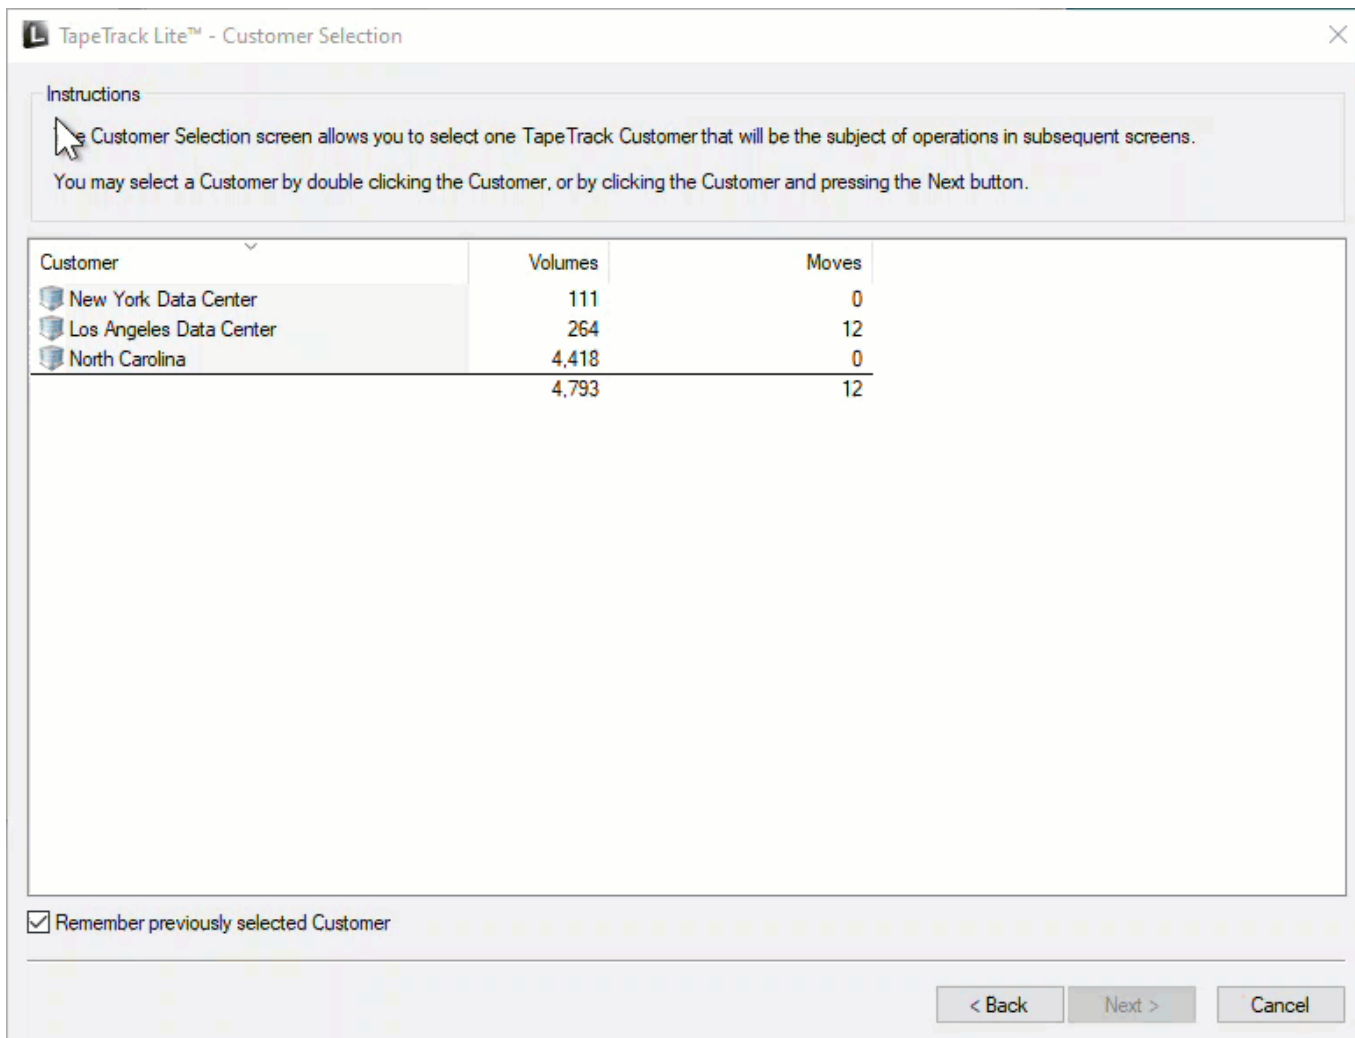 TapeTrack Lite™ - Customer Selection
Instructions
Customer Selection screen allows you to select one TapeTrack Customer that will be the subject of operations in subsequent screens.
You may select a Customer by double clicking the Customer, or by clicking the Customer and pressing the Next button.
Customer Volumes Moves
New York Data Center 111 0
Los Angeles Data Center 264 12
North Carolina 4,418 0
4,793 12
Remember previously selected Customer
< Back Next > Cancel